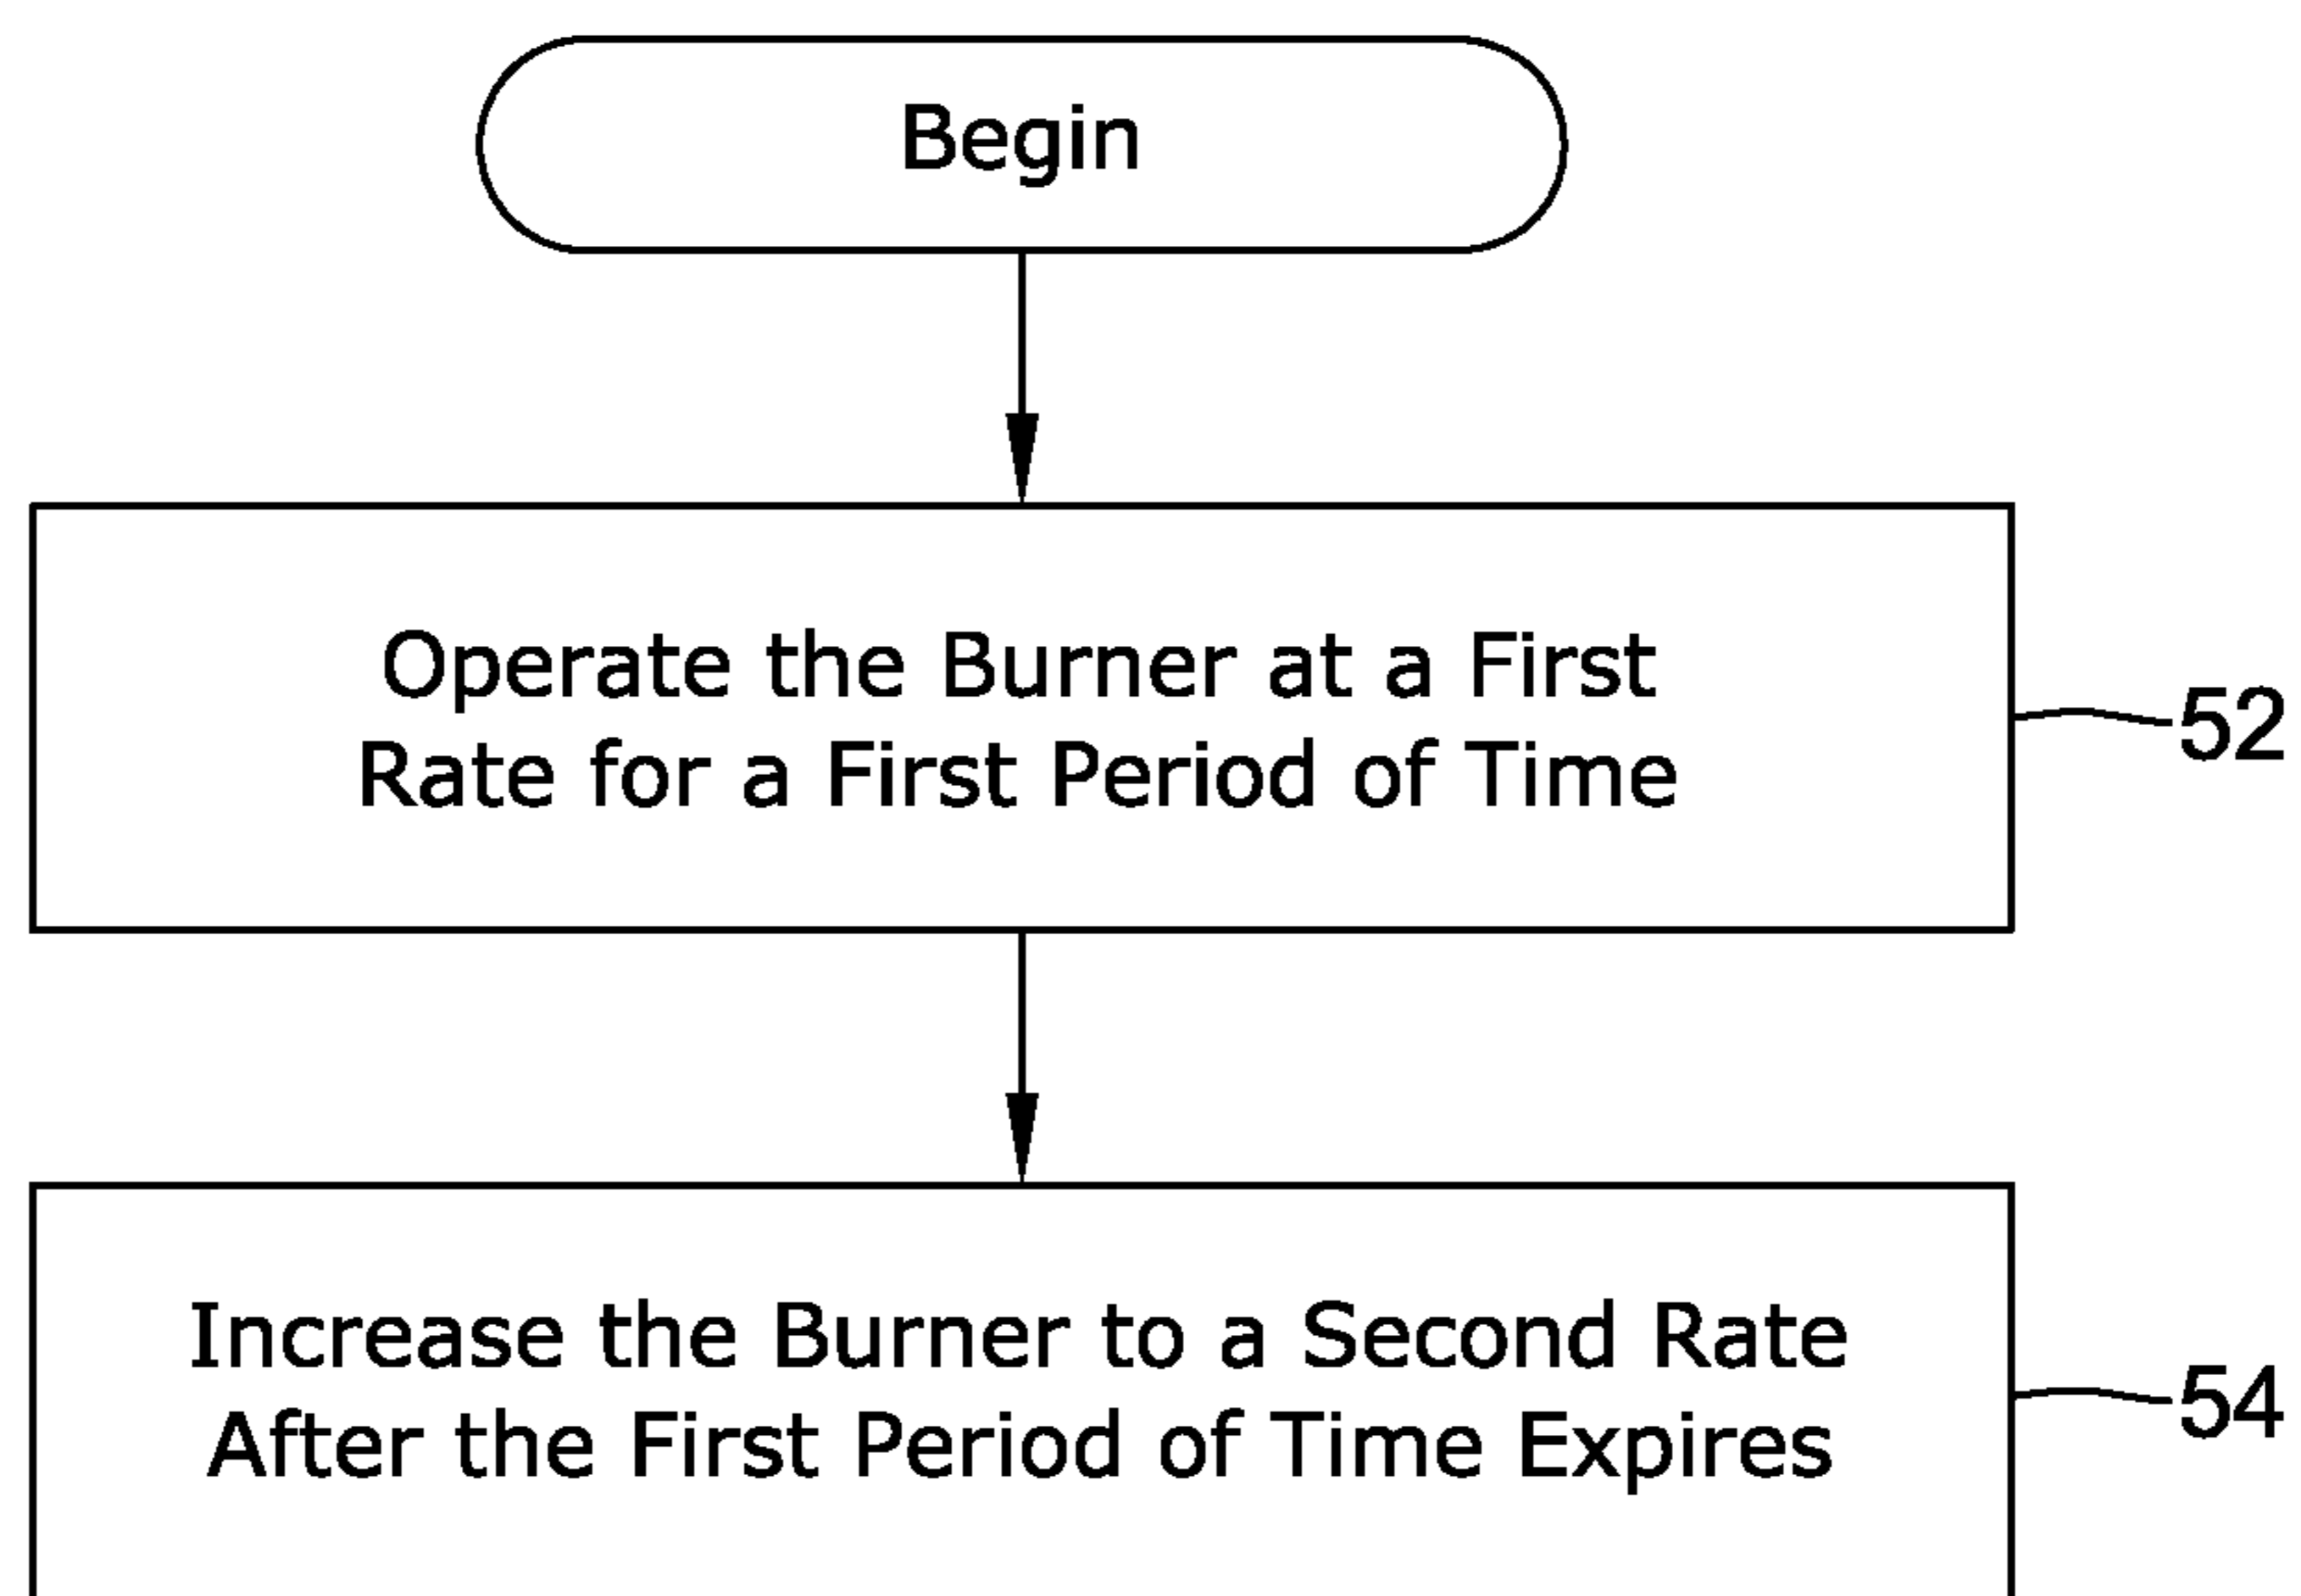 Begin
Operate the Burner at a First
Rate for a First Period of Time
52
Increase the Burner to a Second Rate
After the First Period of Time Expires
54